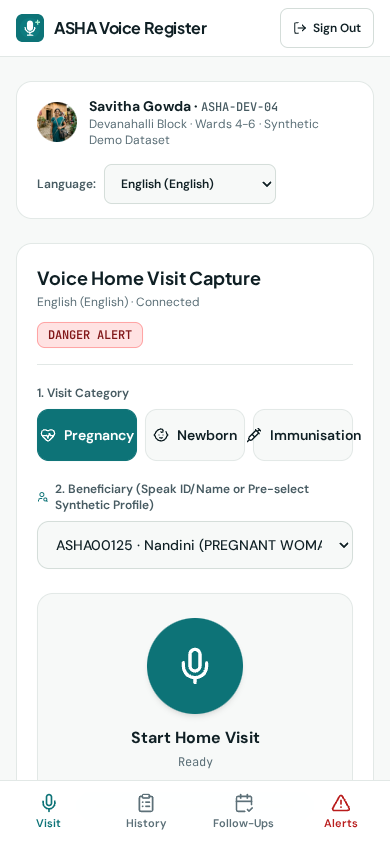 ASHA Voice Register
Sign Out
Savitha Gowda · ASHA-DEV-04
Devanahalli Block · Wards 4-6 · Synthetic
Demo Dataset
Language:
English (English)
Voice Home Visit Capture
English (English) · Connected
DANGER ALERT
1. Visit Category
Pregnancy
Newborn
Immunisation
2. Beneficiary (Speak ID/Name or Pre-select
Synthetic Profile)
ASHA00125 · Nandini (PREGNANT WOMA
Start Home Visit
Ready
Visit
History
Follow-Ups
Alerts